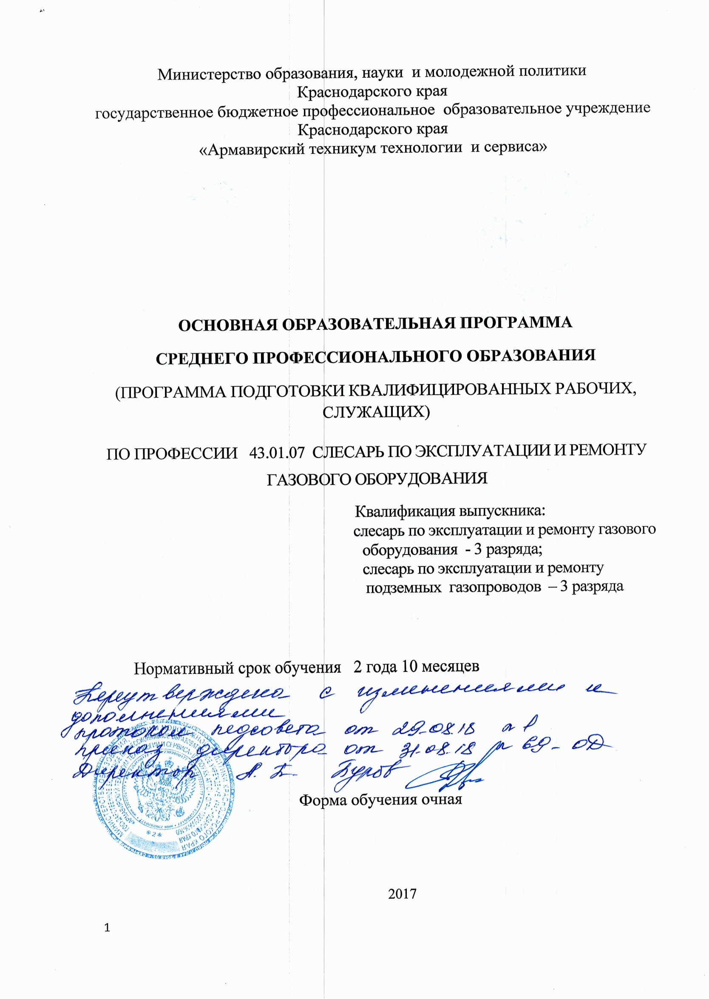 Министерство образования, науки и молодежной политики
Краснодарского края
государственное бюджетное профессиональное образовательное учреждение
Краснодарского края
«Армавирский техникум технологии и сервиса»
ОСНОВНАЯ ОБРАЗОВАТЕЛЬНАЯ ПРОГРАММА
СРЕДНЕГО ПРОФЕССИОНАЛЬНОГО ОБРАЗОВАНИЯ
(ПРОГРАММА ПОДГОТОВКИ КВАЛИФИЦИРОВАННЫХ РАБОЧИХ,
СЛУЖАЩИХ)
ПО ПРОФЕССИИ 43.01.07 СЛЕСАРЬ ПО ЭКСПЛУАТАЦИИ И РЕМОНТУ
ГАЗОВОГО ОБОРУДОВАНИЯ
Квалификация выпускника:
слесарь по эксплуатации и ремонту газового
оборудования - 3 разряда;
слесарь по эксплуатации и ремонту
подземных газопроводов – 3 разряда
Нормативный срок обучения 2 года 10 месяцев
Переутверждена с изменениями и
дополнениями
протокол педсовета от 29.08.18 № 1
приказ директора от 31.08.18 № 69-ОД
Директор А. Б. Буров
Форма обучения очная
*2*
2017
1